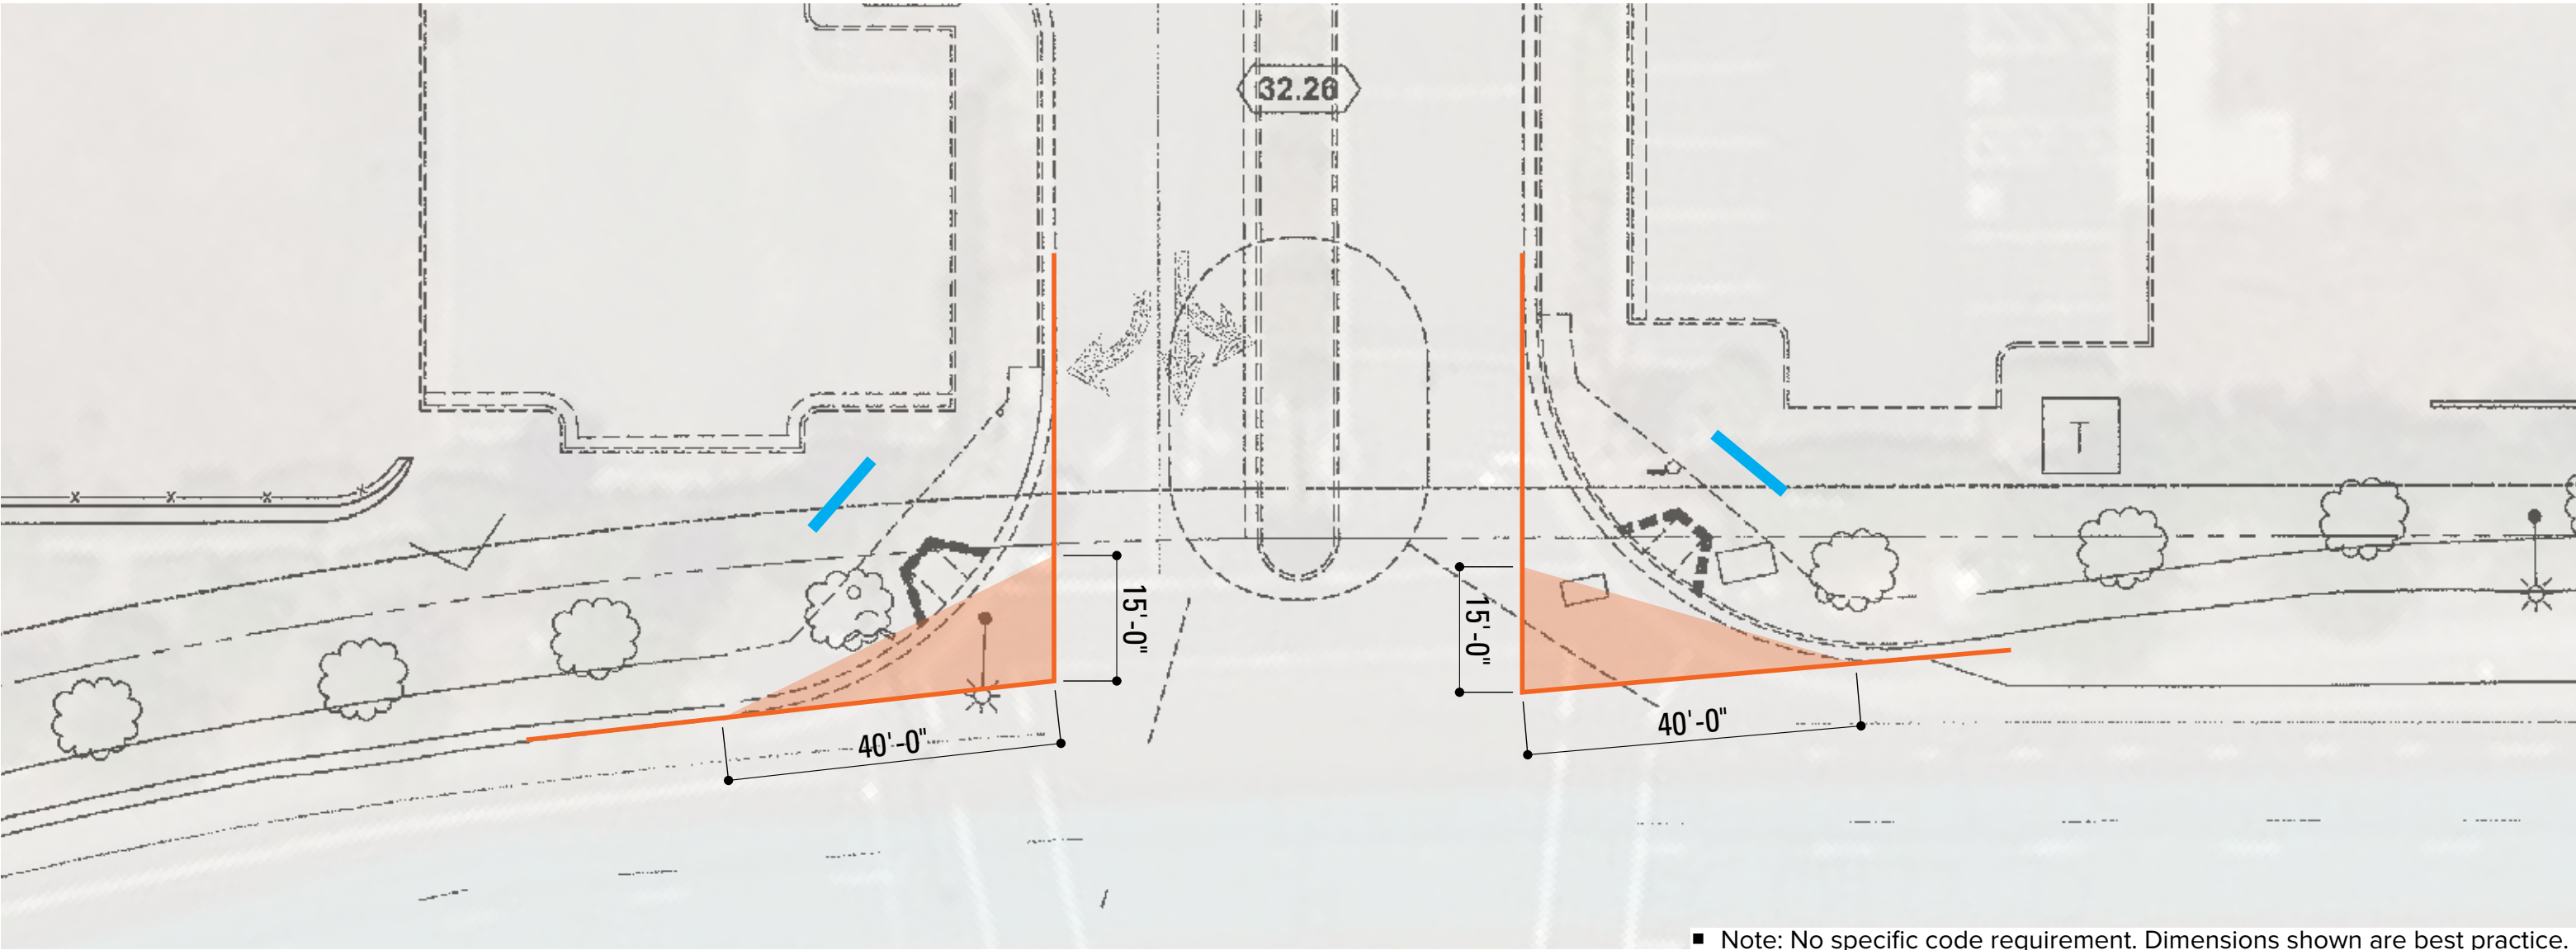 32.26
T
15'-0"
15'-0"
40'-0"
40'-0"
▪ Note: No specific code requirement. Dimensions shown are best practice.